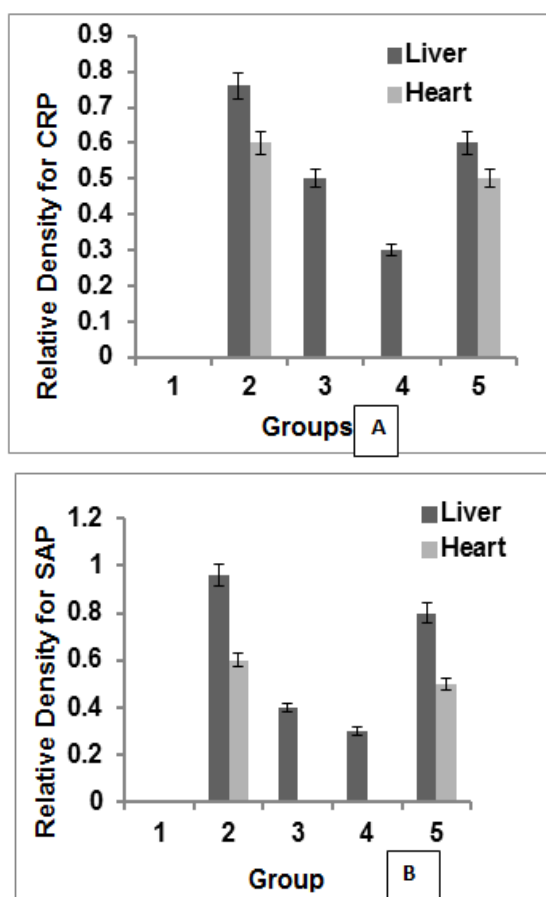 Relative Density for CRP
0.9
0.8
0.7
0.6
0.5
0.4
0.3
0.2
0.1
0
Liver
Heart
1 2 3 4 5
Groups
A
Relative Density for SAP
1.2
1
0.8
0.6
0.4
0.2
0
Liver
Heart
1 2 3 4 5
Group
B